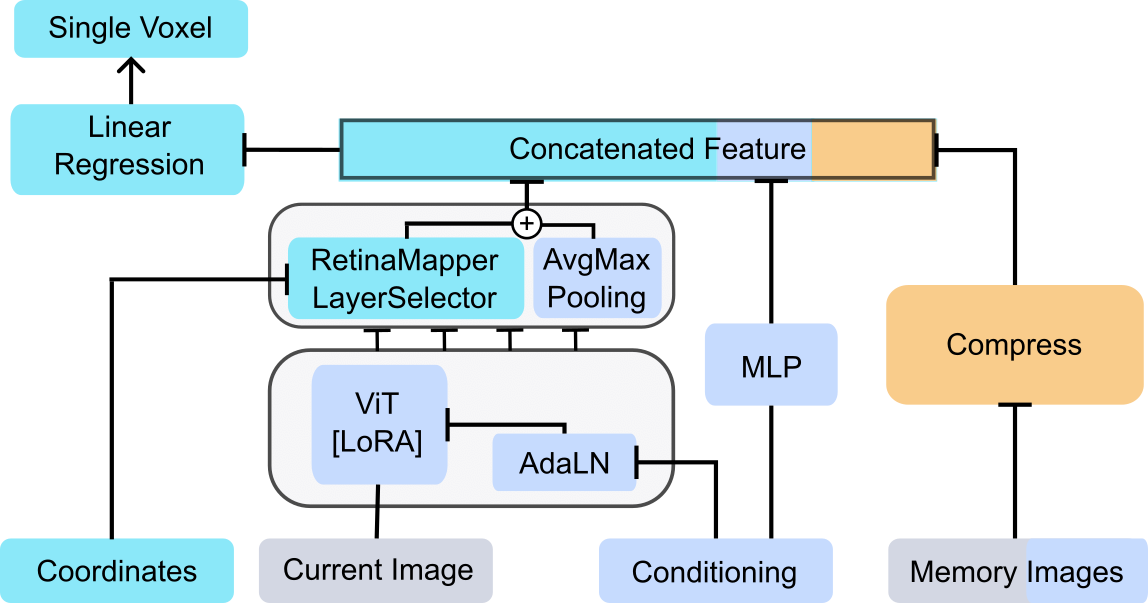 Single Voxel
Linear
Regression
Concatenated Feature
+
RetinaMapper
LayerSelector
AvgMax
Pooling
MLP
Compress
ViT
[LoRA]
AdaLN
Coordinates
Current Image
Conditioning
Memory Images